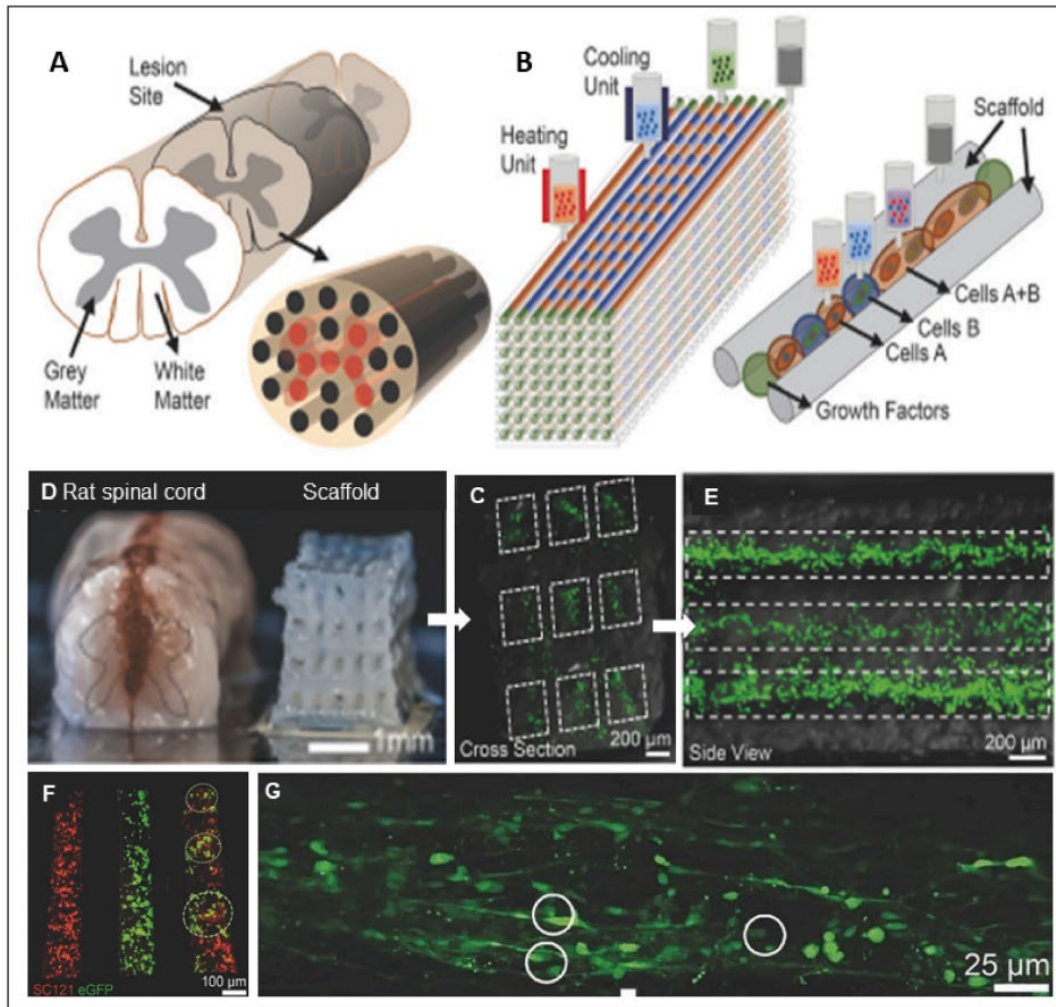 A
Lesion
Site
Grey
Matter
White
Matter
B
Cooling
Unit
Heating
Unit
Scaffold
Cells A+B
Cells B
Cells A
Growth Factors
D Rat spinal cord
Scaffold
1mm
C
Cross Section
200 µm
E
Side View
200 µm
F
SC121 eGFP
100 µm
G
25 µm